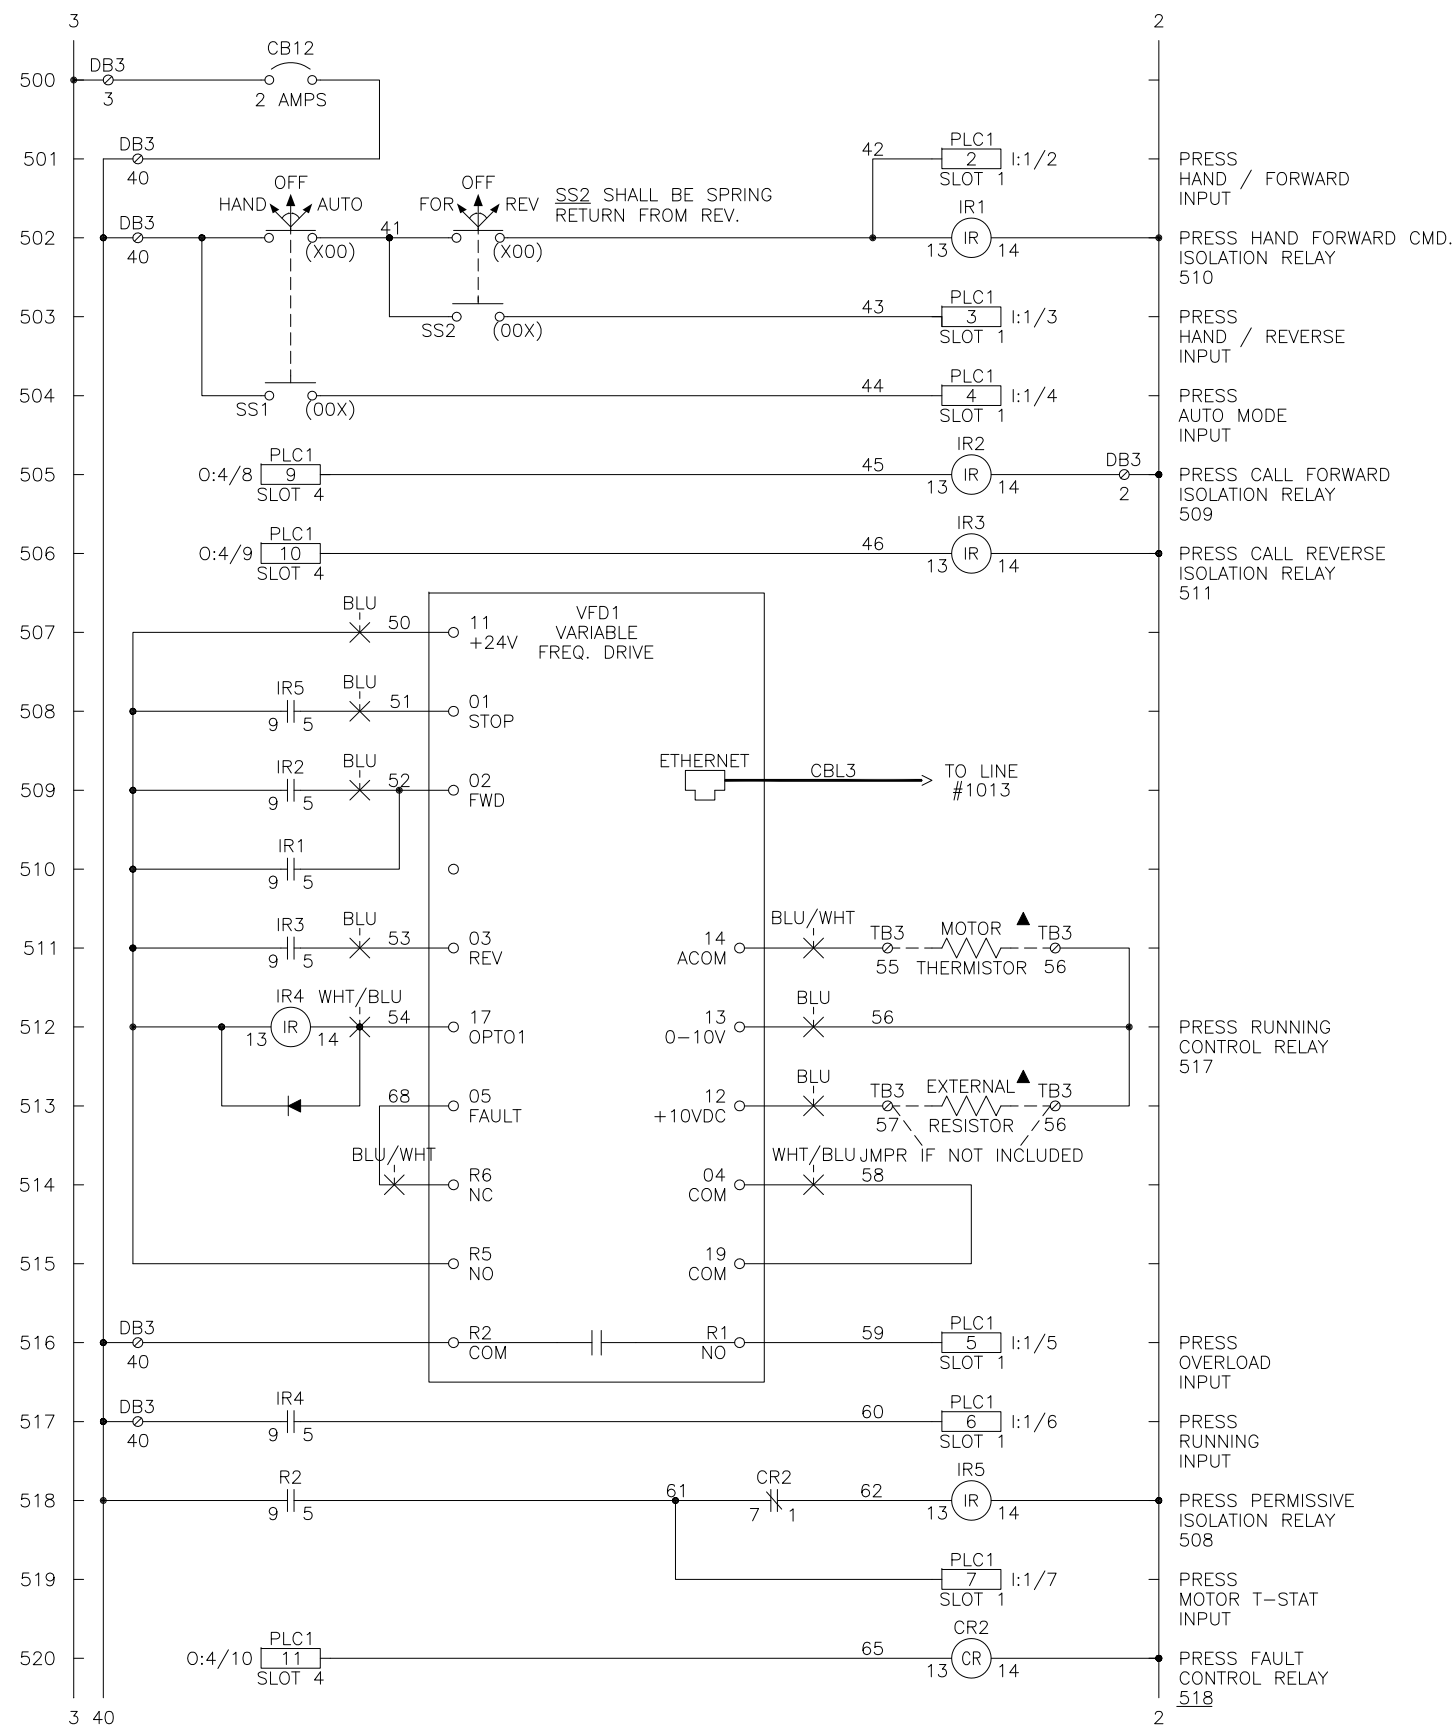 3 2
500 DB3 3 CB12 2 AMPS
501 DB3 40 42 PLC1 2 SLOT 1 I:1/2 PRESS
HAND / FORWARD
INPUT
OFF
HAND AUTO
OFF
FOR REV
SS2 SHALL BE SPRING
RETURN FROM REV.
502 DB3 40 (X00) 41 (X00) IR1 13 IR 14 PRESS HAND FORWARD CMD.
ISOLATION RELAY
510
503 SS2 (00X) 43 PLC1 3 SLOT 1 I:1/3 PRESS
HAND / REVERSE
INPUT
504 SS1 (00X) 44 PLC1 4 SLOT 1 I:1/4 PRESS
AUTO MODE
INPUT
505 O:4/8 PLC1 9 SLOT 4 45 IR2 13 IR 14 DB3 2 PRESS CALL FORWARD
ISOLATION RELAY
509
506 O:4/9 PLC1 10 SLOT 4 46 IR3 13 IR 14 PRESS CALL REVERSE
ISOLATION RELAY
511
VFD1
VARIABLE
FREQ. DRIVE
507 BLU 50 11
+24V
508 IR5 9 5 BLU 51 01
STOP
509 IR2 9 5 BLU 52 02
FWD
ETHERNET CBL3 TO LINE
#1013
510 IR1 9 5
511 IR3 9 5 BLU 53 03
REV
14
ACOM
BLU/WHT TB3 55 MOTOR
THERMISTOR
TB3 56
512 IR4 13 IR 14 WHT/BLU 54 17
OPTO1
13
0-10V
BLU 56 PRESS RUNNING
CONTROL RELAY
517
513 68 05
FAULT
12
+10VDC
BLU TB3 57 EXTERNAL
RESISTOR
TB3 56
JMPR IF NOT INCLUDED
514 BLU/WHT R6
NC
04
COM
WHT/BLU 58
515 R5
NO
19
COM
516 DB3 40 R2
COM
R1
NO
59 PLC1 5 SLOT 1 I:1/5 PRESS
OVERLOAD
INPUT
517 DB3 40 IR4 9 5 60 PLC1 6 SLOT 1 I:1/6 PRESS
RUNNING
INPUT
518 R2 9 5 61 CR2 7 1 62 IR5 13 IR 14 PRESS PERMISSIVE
ISOLATION RELAY
508
519 PLC1 7 SLOT 1 I:1/7 PRESS
MOTOR T-STAT
INPUT
520 O:4/10 PLC1 11 SLOT 4 65 CR2 13 CR 14 PRESS FAULT
CONTROL RELAY
518
3 40 2